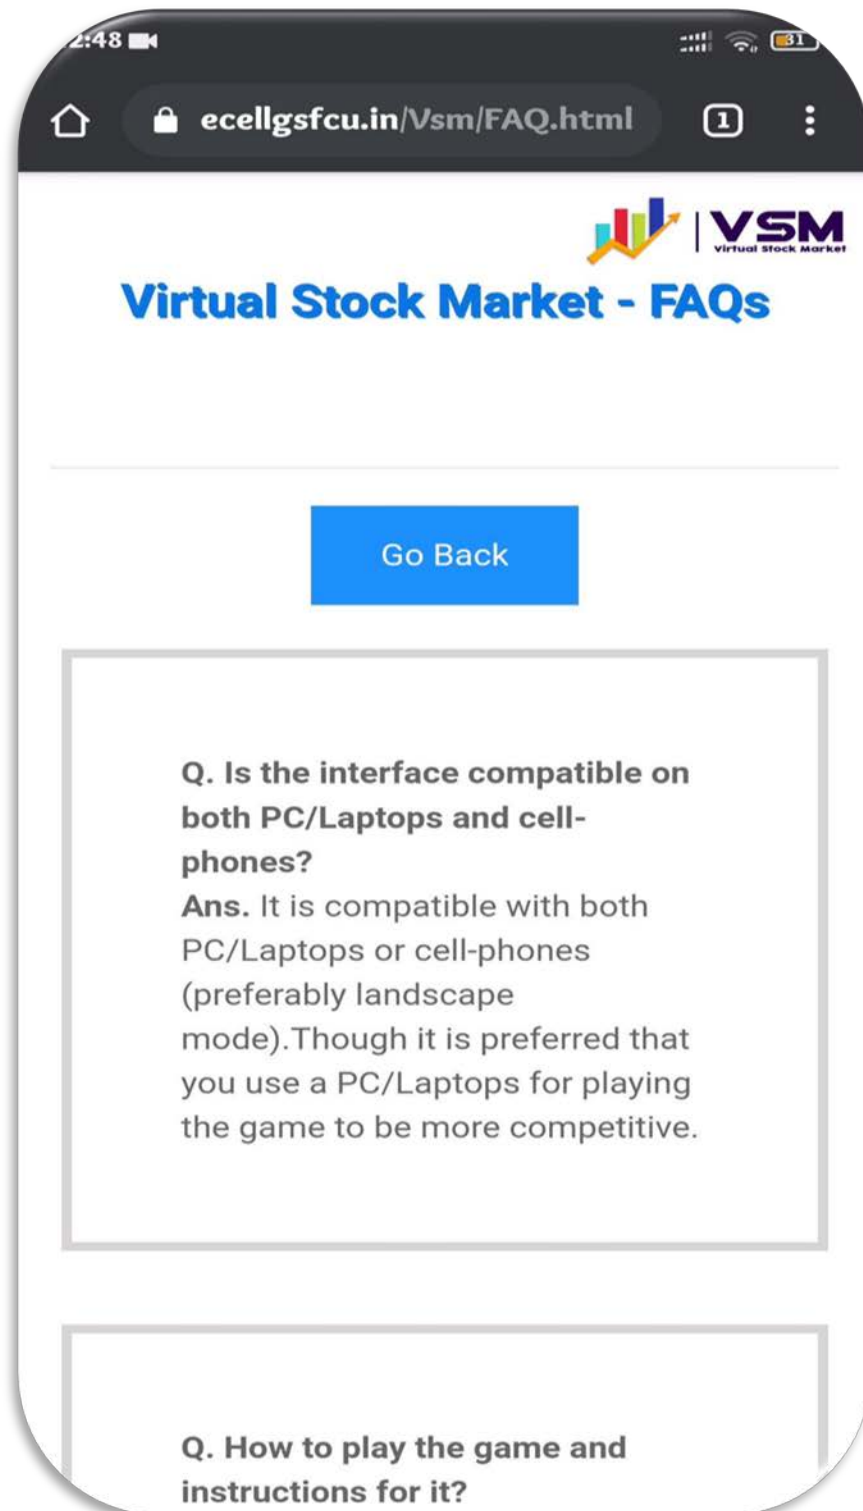 2:48
31
ecellgsfcu.in/Vsm/FAQ.html
1
VSM
Virtual Stock Market
Virtual Stock Market - FAQs
Go Back
Q. Is the interface compatible on
both PC/Laptops and cell-
phones?
Ans. It is compatible with both
PC/Laptops or cell-phones
(preferably landscape
mode).Though it is preferred that
you use a PC/Laptops for playing
the game to be more competitive.
Q. How to play the game and
instructions for it?